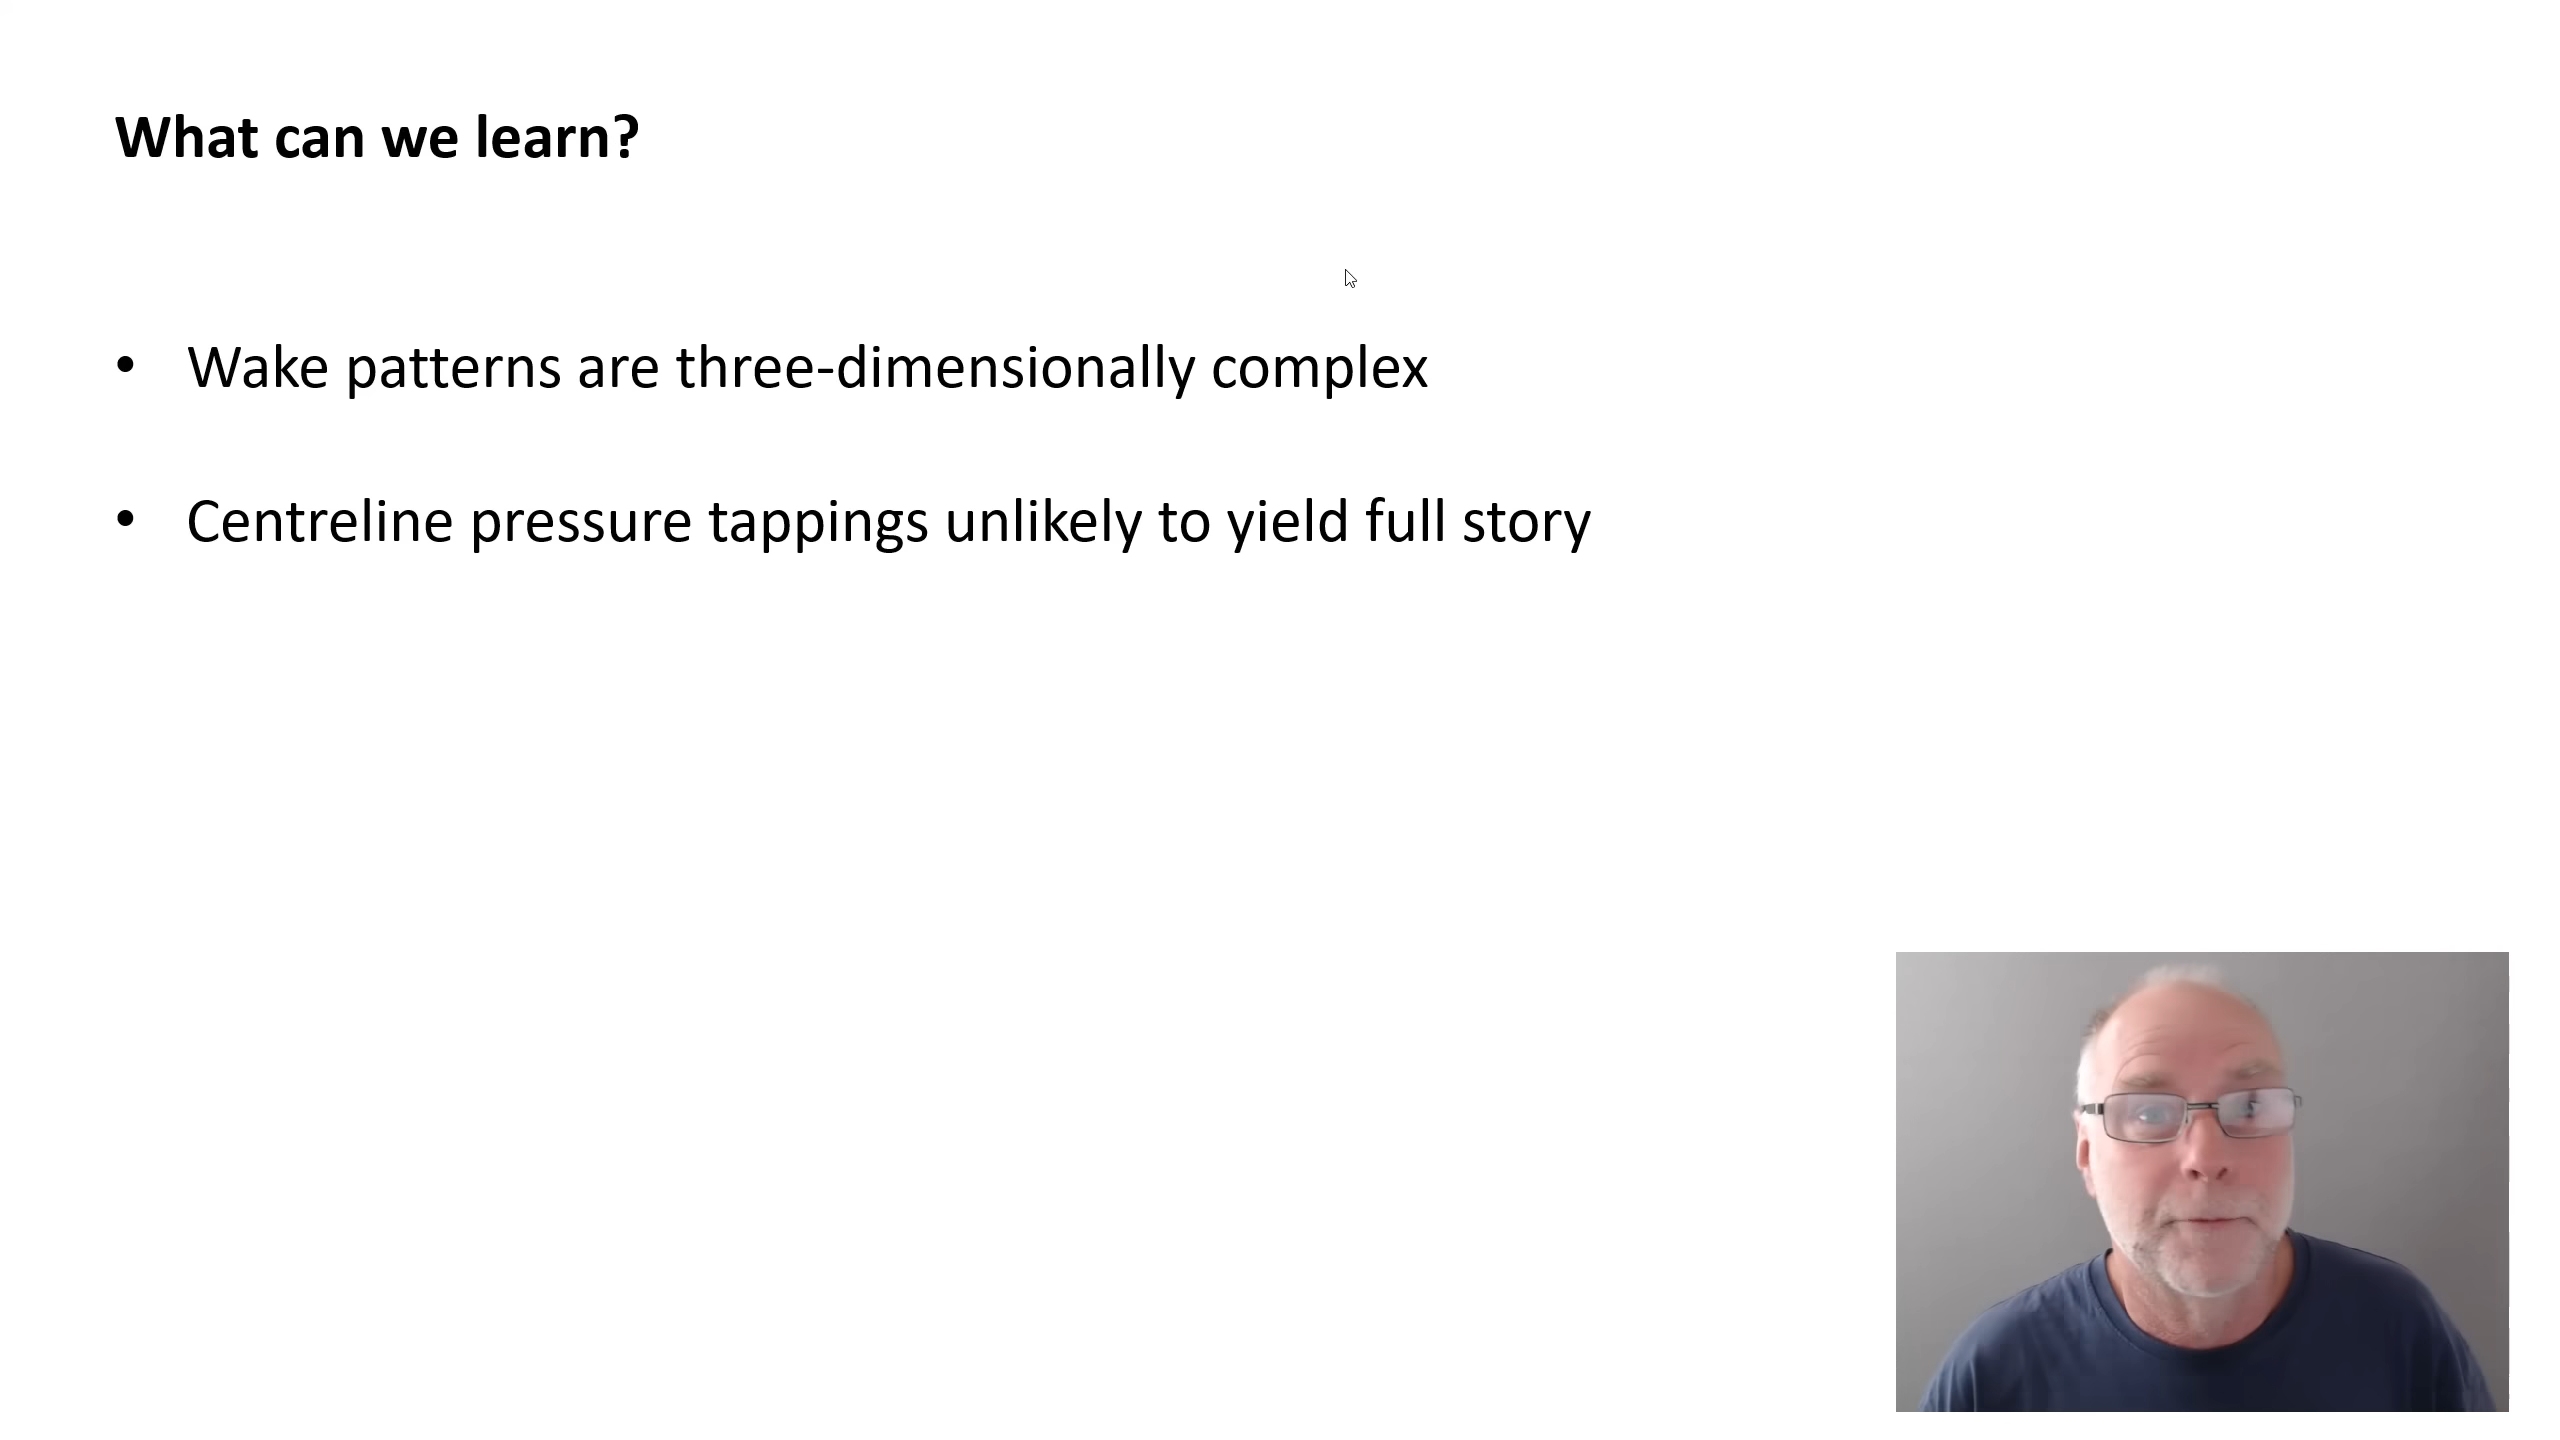 What can we learn?
• Wake patterns are three-dimensionally complex
• Centreline pressure tappings unlikely to yield full story